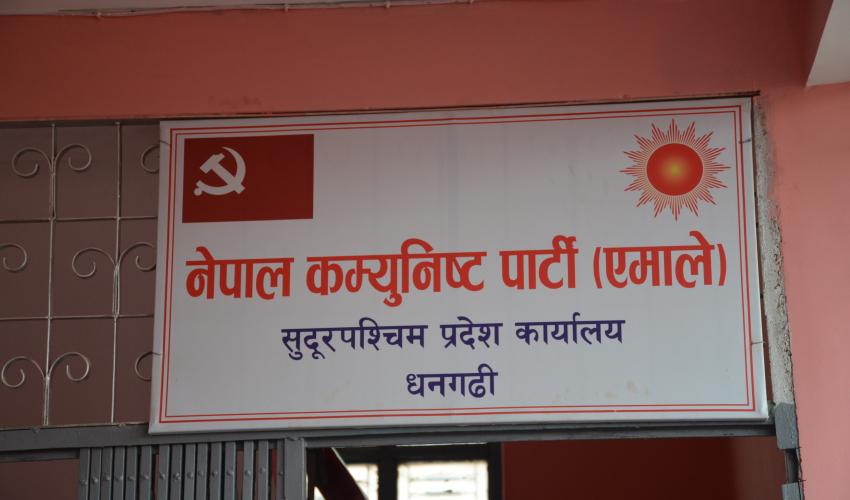 नेपाल कम्युनिष्ट पार्टी (एमाले)
सुदूरपश्चिम प्रदेश कार्यालय
धनगढी